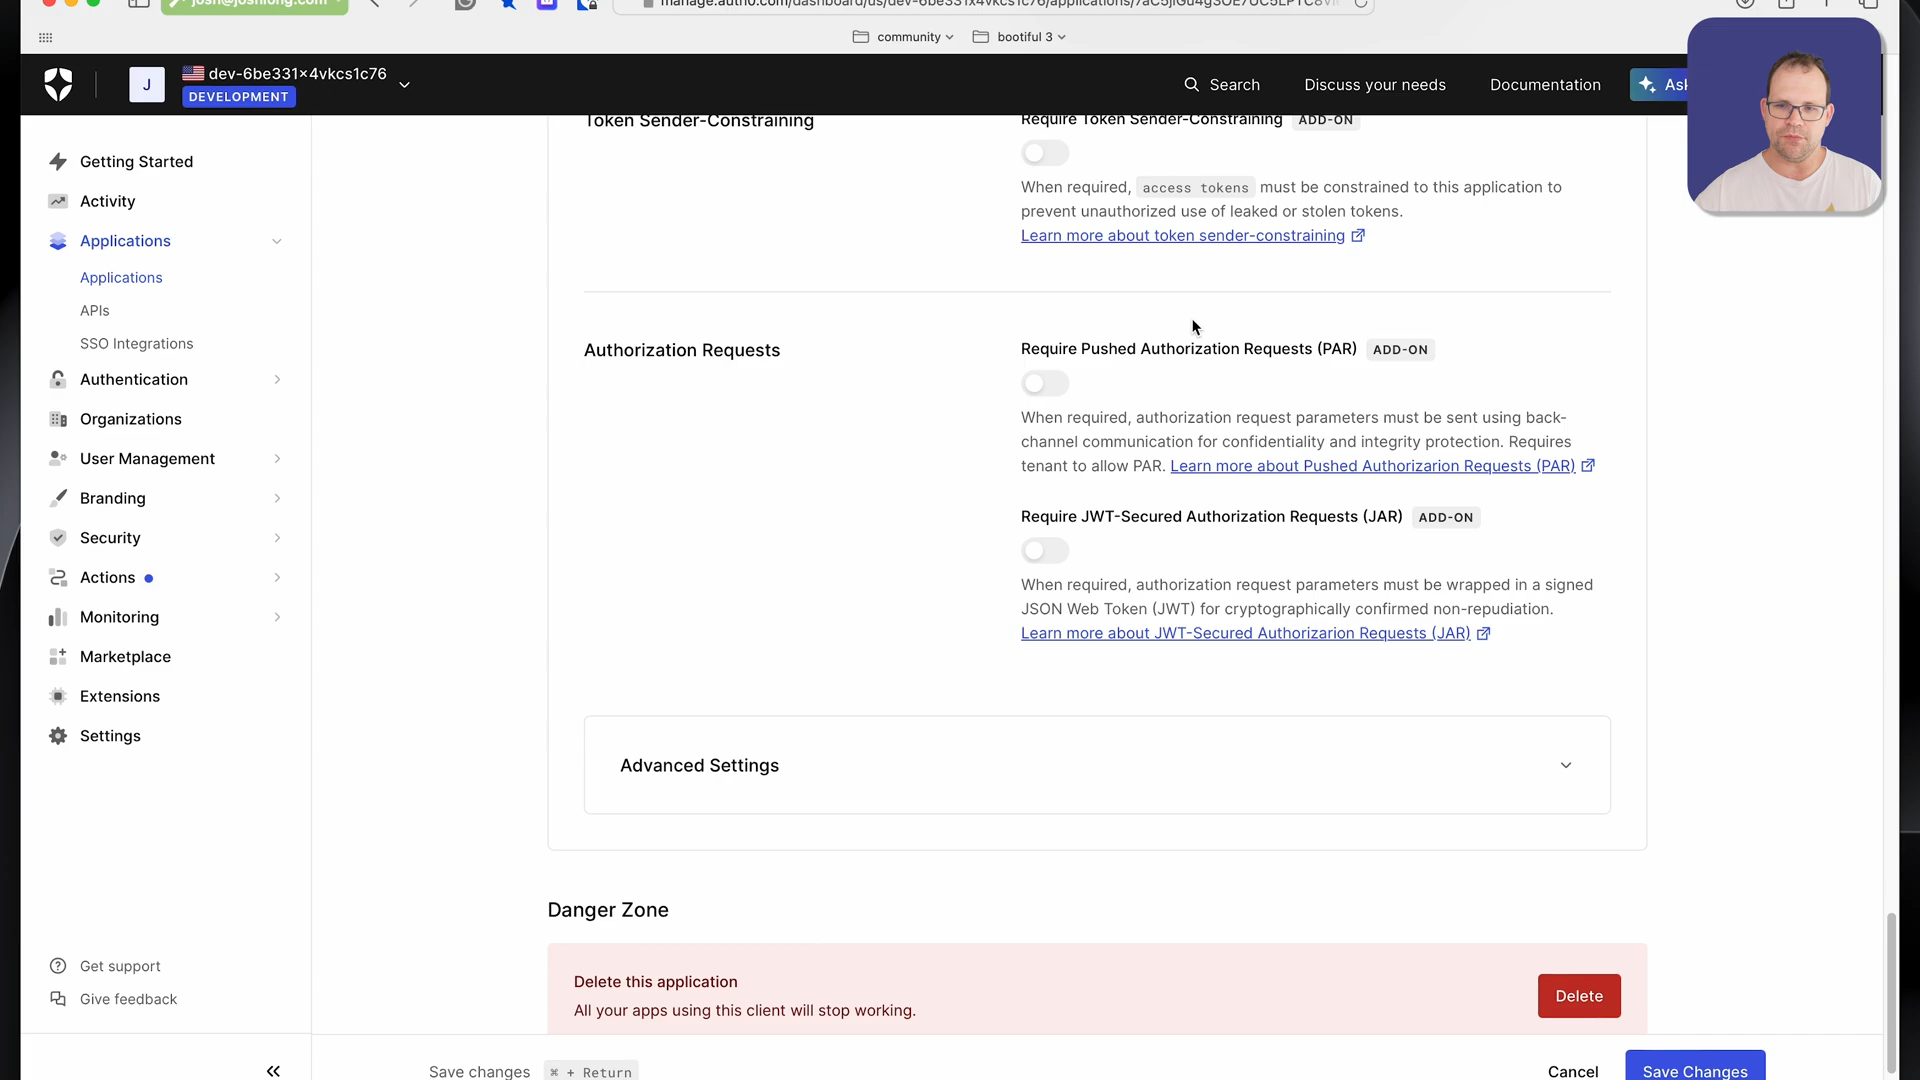 josh@joshlong.com
community
bootiful 3
J
dev-6be331x4vkcs1c76
DEVELOPMENT
Search
Discuss your needs
Documentation
Ask
Getting Started
Activity
Applications
Applications
APIs
SSO Integrations
Authentication
Organizations
User Management
Branding
Security
Actions
Monitoring
Marketplace
Extensions
Settings
Get support
Give feedback
Token Sender-Constraining
Require Token Sender-Constraining ADD-ON
When required, access tokens must be constrained to this application to
prevent unauthorized use of leaked or stolen tokens.
Learn more about token sender-constraining
Authorization Requests
Require Pushed Authorization Requests (PAR) ADD-ON
When required, authorization request parameters must be sent using back-
channel communication for confidentiality and integrity protection. Requires
tenant to allow PAR. Learn more about Pushed Authorizarion Requests (PAR)
Require JWT-Secured Authorization Requests (JAR) ADD-ON
When required, authorization request parameters must be wrapped in a signed
JSON Web Token (JWT) for cryptographically confirmed non-repudiation.
Learn more about JWT-Secured Authorizarion Requests (JAR)
Advanced Settings
Danger Zone
Delete this application
All your apps using this client will stop working.
Delete
Save changes ⌘ + Return
Cancel
Save Changes